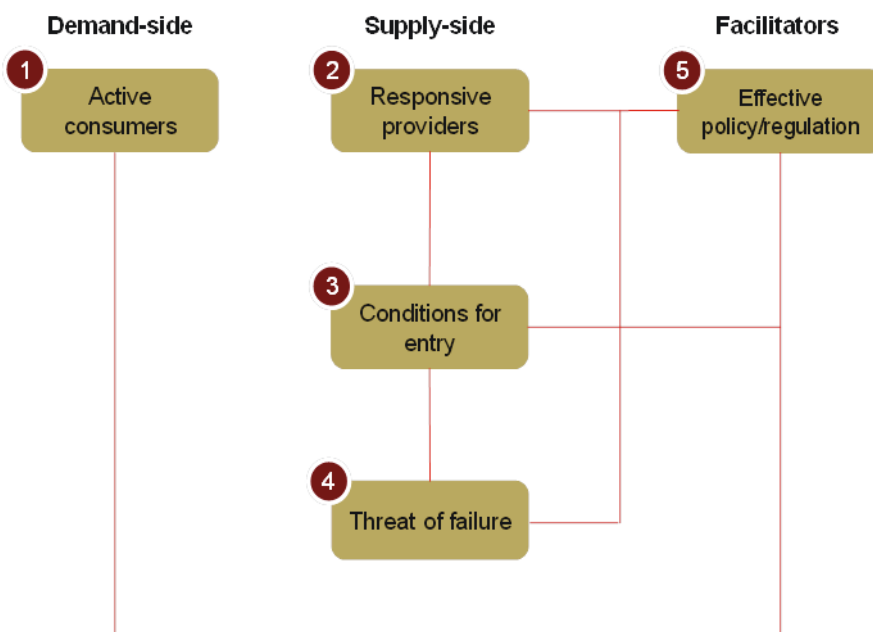 Demand-side
Supply-side
Facilitators
1
Active
consumers
2
Responsive
providers
5
Effective
policy/regulation
3
Conditions for
entry
4
Threat of failure